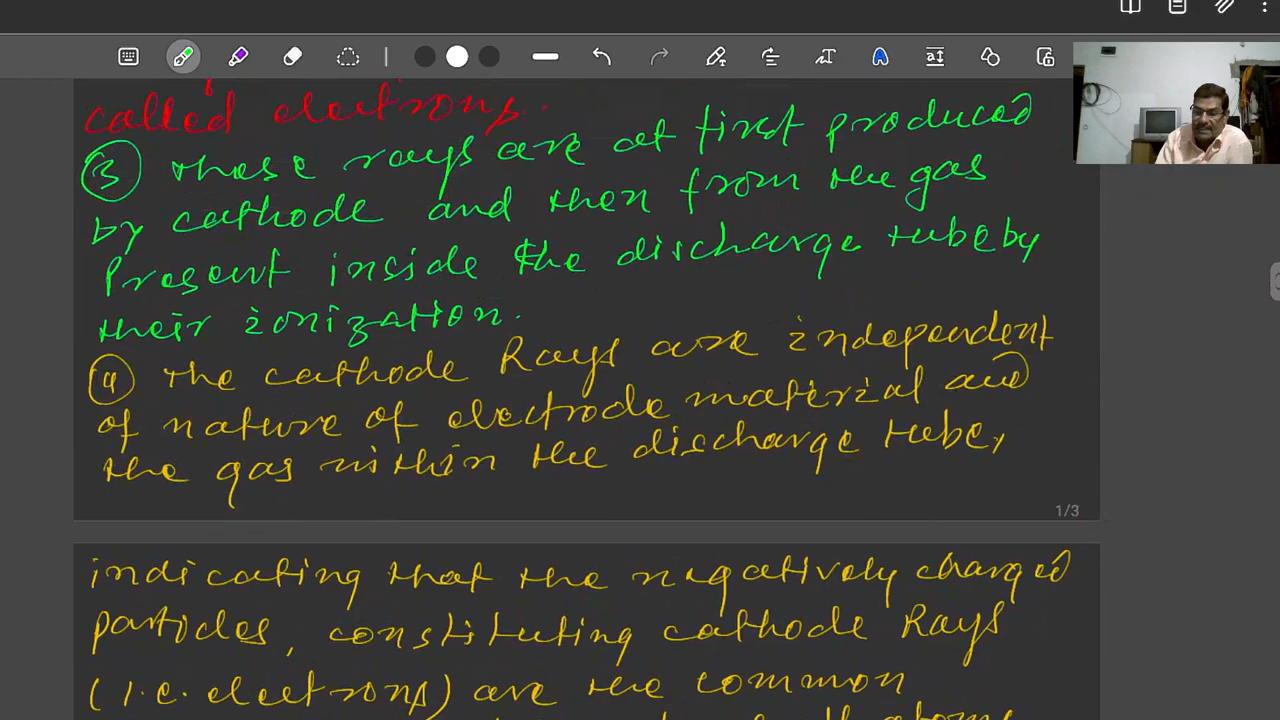 called electrons.
③ These rays are at first produced
by cathode and then from the gas
Present inside the discharge tube by
their ionization.
④ The cathode Rays are independent
of nature of electrode material and
the gas within the discharge tube,
1/3
indicating that the negatively charged
particles, constituting cathode Rays
(i.e. electrons) are the common
atoms